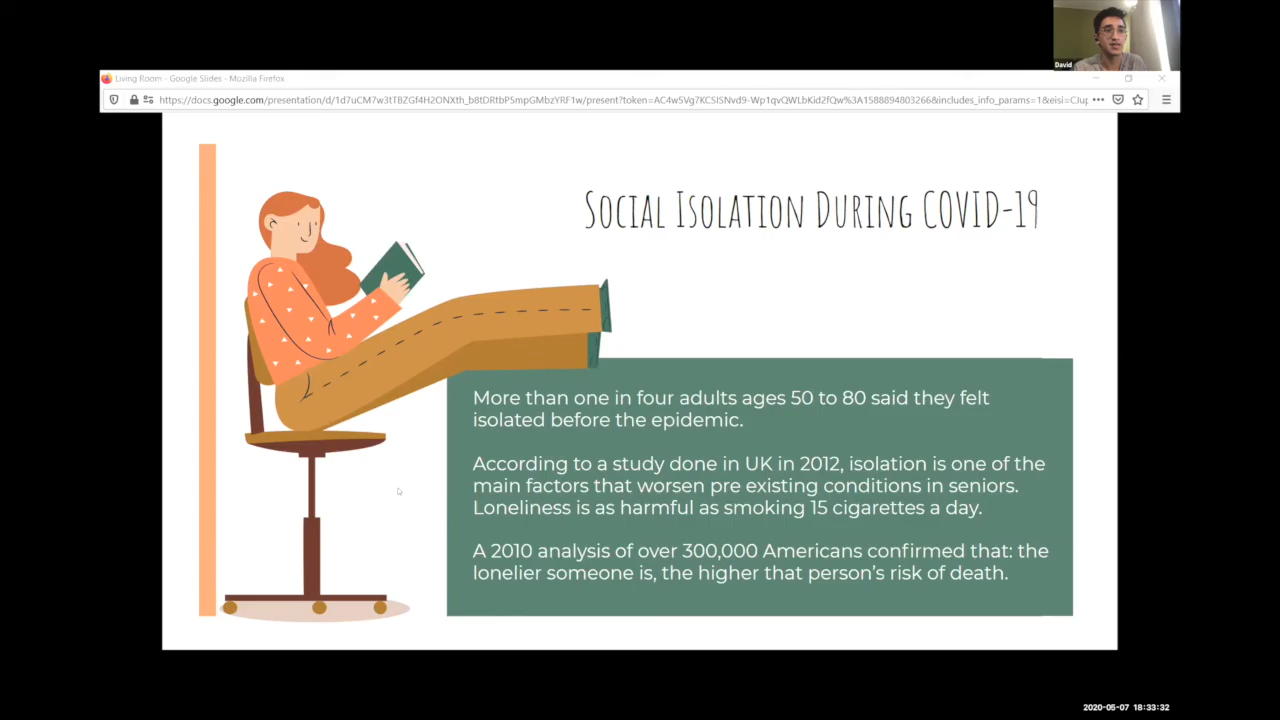 David
Living Room - Google Slides - Mozilla Firefox
https://docs.google.com/presentation/d/1d7uCM7w3tTBZGf4H2ONXth_b8tDRtbP5mpGMbzYRF1w/present?token=AC4w5Vg7KCSISNvd9-Wp1qvQWLbKid2fQw%3A1588894803266&includes_info_params=1&eisi=CJup
Social Isolation During COVID-19
More than one in four adults ages 50 to 80 said they felt
isolated before the epidemic.
According to a study done in UK in 2012, isolation is one of the
main factors that worsen pre existing conditions in seniors.
Loneliness is as harmful as smoking 15 cigarettes a day.
A 2010 analysis of over 300,000 Americans confirmed that: the
lonelier someone is, the higher that person's risk of death.
2020-05-07 18:33:32